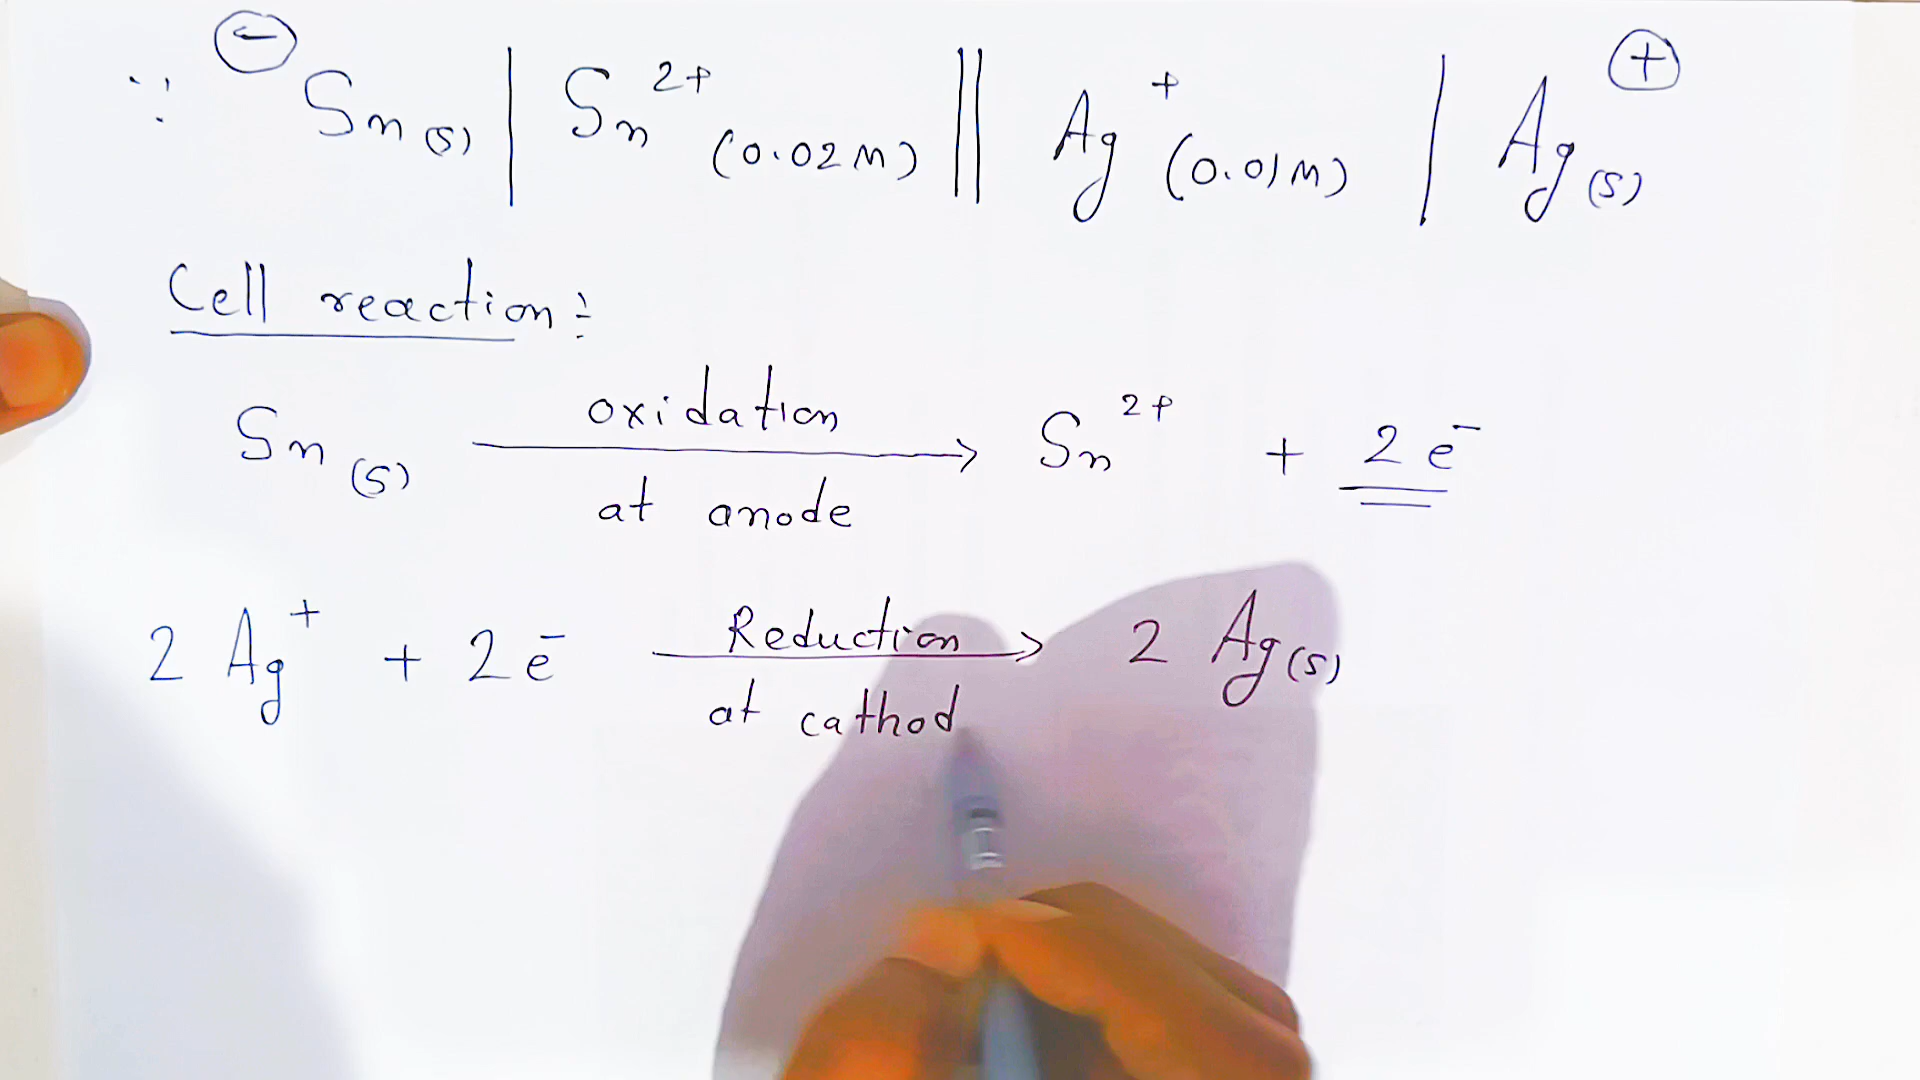 ∵ ⊖ Sn(s) | Sn²⁺ (0.02M) || Ag⁺ (0.01M) | Ag(s) ⊕
Cell reaction :-
oxidation
Sn(s) ⟶ Sn²⁺ + 2e⁻
at anode
Reduction
2Ag⁺ + 2e⁻ ⟶ 2Ag(s)
at cathod